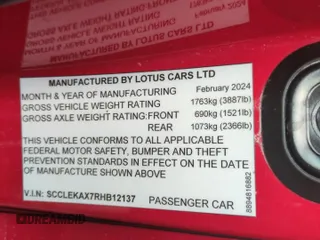 MANUFACTURED BY LOTUS CARS LTD
MONTH & YEAR OF MANUFACTURING February 2024
GROSS VEHICLE WEIGHT RATING 1763kg (3887lb)
GROSS AXLE WEIGHT RATING:FRONT 690kg (1521lb)
REAR 1073kg (2366lb)
THIS VEHICLE CONFORMS TO ALL APPLICABLE
FEDERAL MOTOR SAFETY, BUMPER AND THEFT
PREVENTION STANDARDS IN EFFECT ON THE DATE
OF MANUFACTURE SHOWN ABOVE
V.I.N: SCCLEKAX7RHB12137 PASSENGER CAR
8894816882
DREAMBID